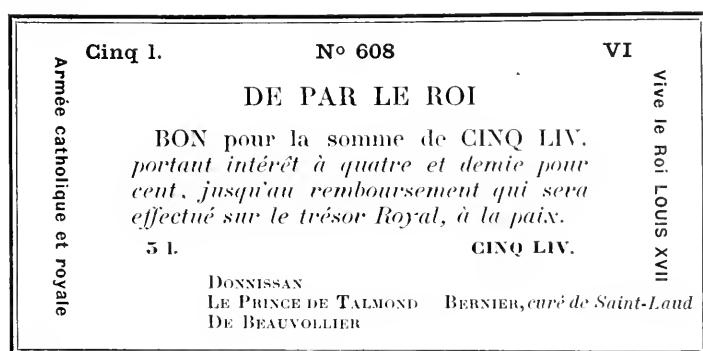 Cinq l. Nº 608 VI
DE PAR LE ROI
BON pour la somme de CINQ LIV.
portant intérêt à quatre et demie pour
cent, jusqu'au remboursement qui sera
effectué sur le trésor Royal, à la paix.
5 l. CINQ LIV.
DONNISSAN
LE PRINCE DE TALMOND BERNIER, curé de Saint-Laud
DE BEAUVOLLIER
Armée catholique et royale
Vive le Roi LOUIS XVII